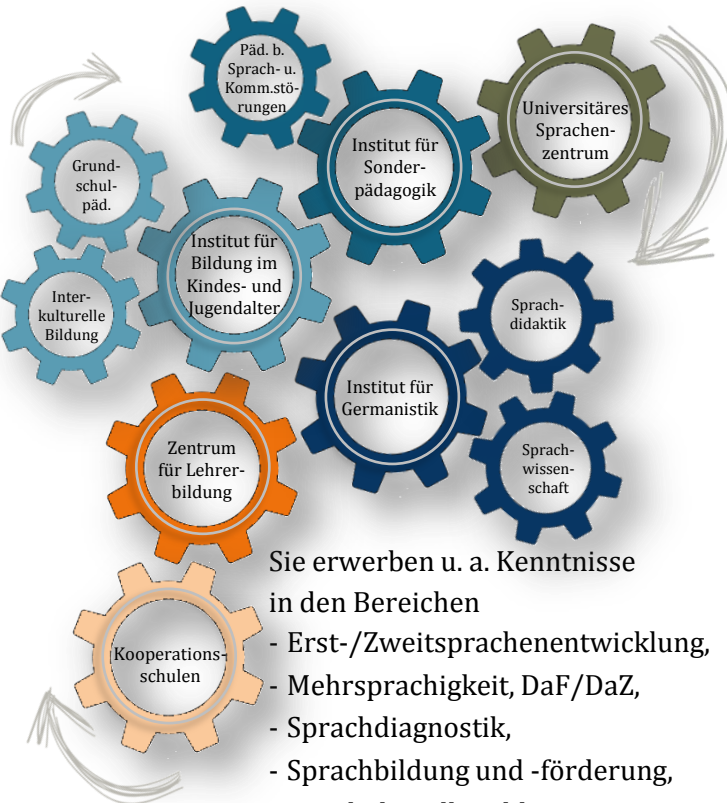 Päd. b.
Sprach- u.
Komm.stö-
rungen
Institut für
Sonder-
pädagogik
Universitäres
Sprachen-
zentrum
Grund-
schul-
päd.
Institut für
Bildung im
Kindes- und
Jugendalter
Inter-
kulturelle
Bildung
Sprach-
didaktik
Institut für
Germanistik
Zentrum
für Lehrer-
bildung
Sprach-
wissen-
schaft
Kooperations-
schulen
Sie erwerben u. a. Kenntnisse
in den Bereichen
- Erst-/Zweitsprachenentwicklung,
- Mehrsprachigkeit, DaF/DaZ,
- Sprachdiagnostik,
- Sprachbildung und -förderung,